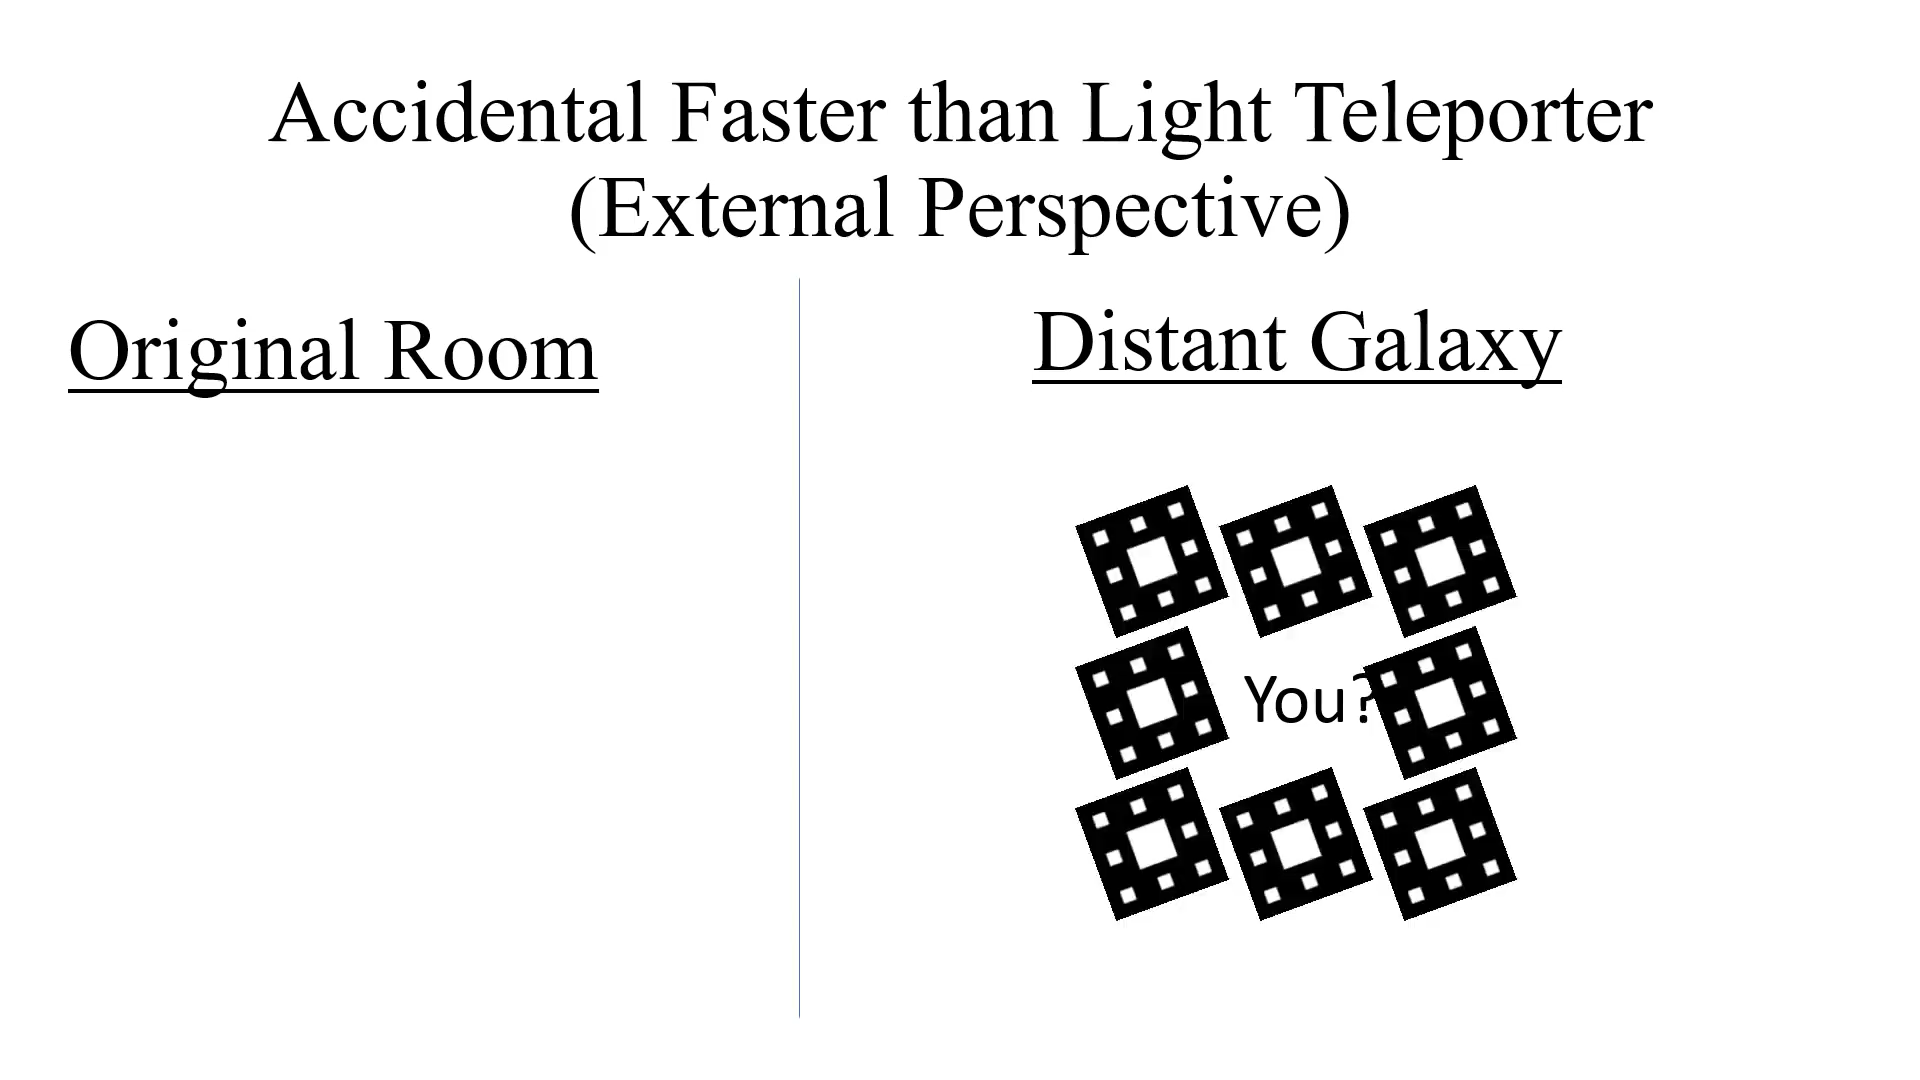 Accidental Faster than Light Teleporter
(External Perspective)
Original Room
Distant Galaxy
You?